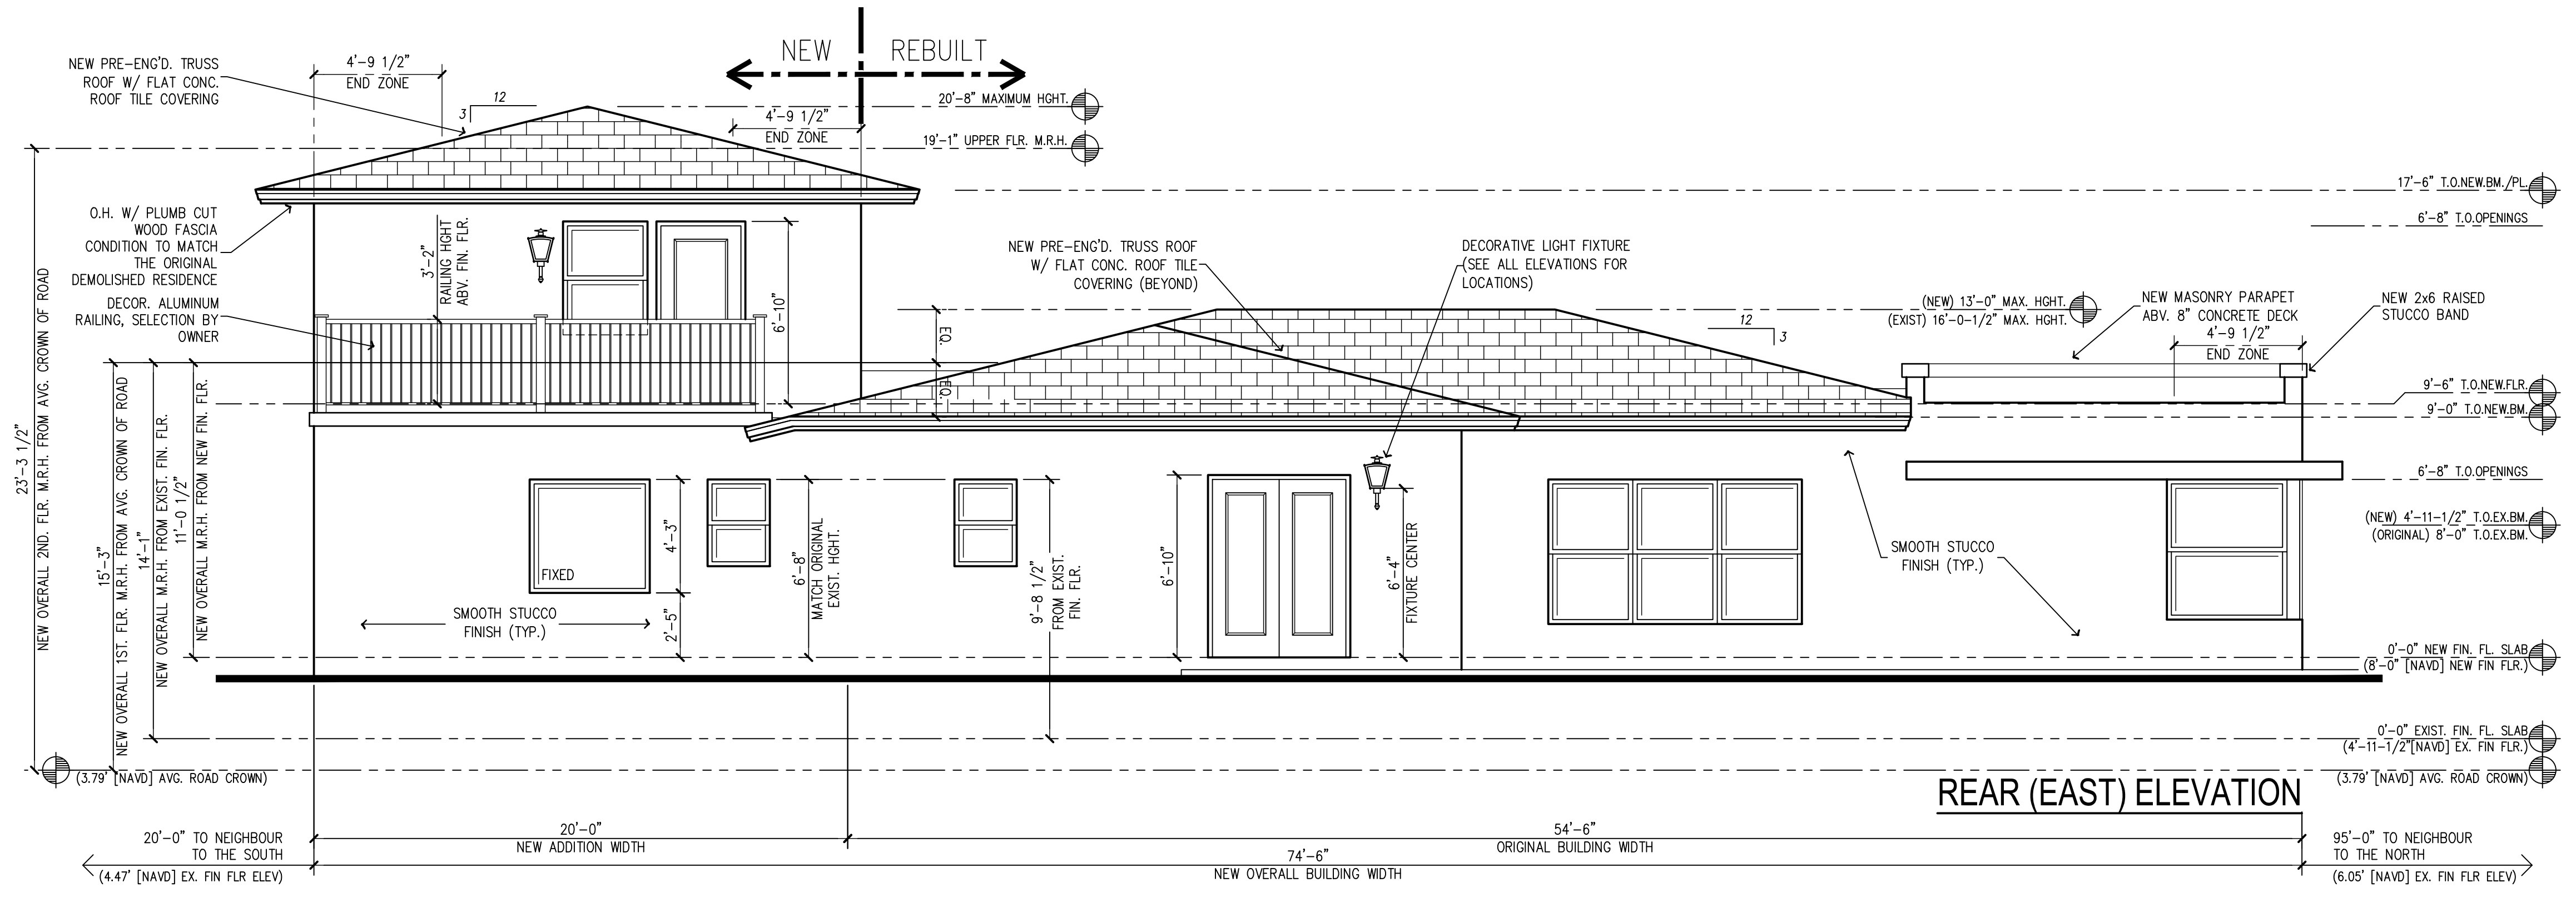 NEW
REBUILT
NEW PRE-ENG'D. TRUSS
ROOF W/ FLAT CONC.
ROOF TILE COVERING
4'-9 1/2"
END ZONE
12
3
4'-9 1/2"
END ZONE
20'-8" MAXIMUM HGHT.
19'-1" UPPER FLR. M.R.H.
17'-6" T.O.NEW.BM./PL.
6'-8" T.O.OPENINGS
O.H. W/ PLUMB CUT
WOOD FASCIA
CONDITION TO MATCH
THE ORIGINAL
DEMOLISHED RESIDENCE
DECOR. ALUMINUM
RAILING, SELECTION BY
OWNER
3'-2"
RAILING HGHT
ABV. FIN. FLR.
6'-10"
NEW PRE-ENG'D. TRUSS ROOF
W/ FLAT CONC. ROOF TILE
COVERING (BEYOND)
DECORATIVE LIGHT FIXTURE
(SEE ALL ELEVATIONS FOR
LOCATIONS)
EQ.
EQ.
(NEW) 13'-0" MAX. HGHT.
(EXIST) 16'-0-1/2" MAX. HGHT.
12
3
NEW MASONRY PARAPET
ABV. 8" CONCRETE DECK
4'-9 1/2"
END ZONE
NEW 2x6 RAISED
STUCCO BAND
9'-6" T.O.NEW.FLR.
9'-0" T.O.NEW.BM.
6'-8" T.O.OPENINGS
(NEW) 4'-11-1/2" T.O.EX.BM.
(ORIGINAL) 8'-0" T.O.EX.BM.
23'-3 1/2"
NEW OVERALL 2ND. FLR. M.R.H. FROM AVG. CROWN OF ROAD
15'-3"
NEW OVERALL 1ST. FLR. M.R.H. FROM AVG. CROWN OF ROAD
14'-1"
NEW OVERALL M.R.H. FROM EXIST. FIN. FLR.
11'-0 1/2"
NEW OVERALL M.R.H. FROM NEW FIN. FLR.
FIXED
4'-3"
2'-5"
SMOOTH STUCCO
FINISH (TYP.)
6'-8"
MATCH ORIGINAL
EXIST. HGHT.
9'-8 1/2"
FROM EXIST.
FIN. FLR.
6'-10"
6'-4"
FIXTURE CENTER
SMOOTH STUCCO
FINISH (TYP.)
0'-0" NEW FIN. FL. SLAB
(8'-0" [NAVD] NEW FIN FLR.)
0'-0" EXIST. FIN. FL. SLAB
(4'-11-1/2"[NAVD] EX. FIN FLR.)
(3.79' [NAVD] AVG. ROAD CROWN)
(3.79' [NAVD] AVG. ROAD CROWN)
REAR (EAST) ELEVATION
20'-0" TO NEIGHBOUR
TO THE SOUTH
(4.47' [NAVD] EX. FIN FLR ELEV)
20'-0"
NEW ADDITION WIDTH
54'-6"
ORIGINAL BUILDING WIDTH
74'-6"
NEW OVERALL BUILDING WIDTH
95'-0" TO NEIGHBOUR
TO THE NORTH
(6.05' [NAVD] EX. FIN FLR ELEV)